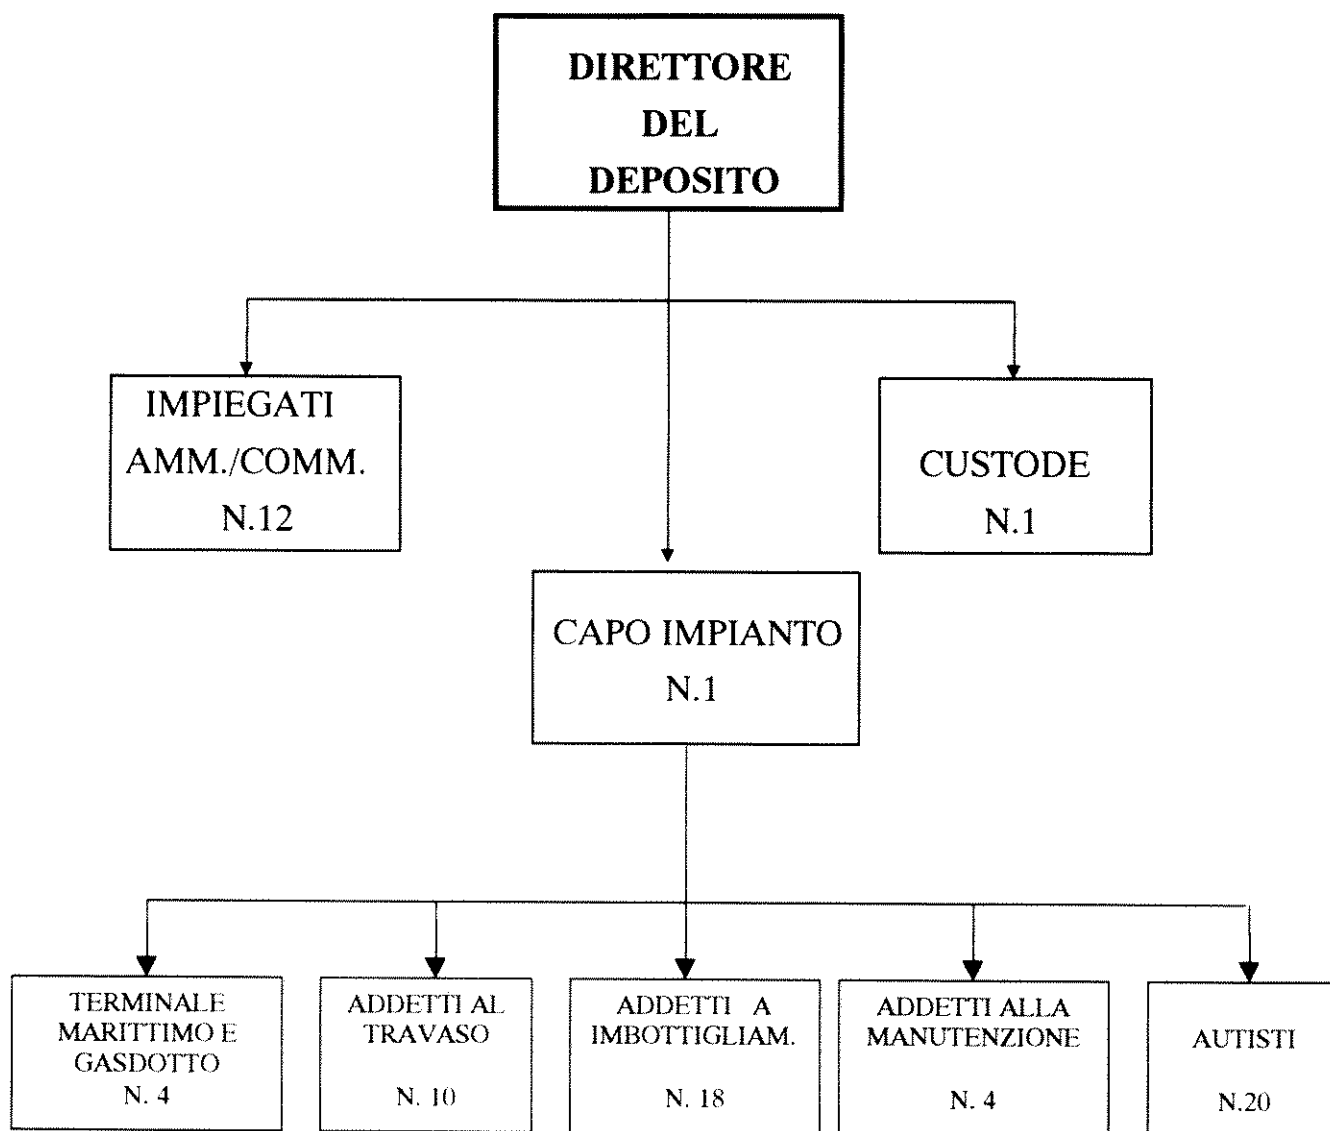 DIRETTORE
DEL
DEPOSITO
IMPIEGATI
AMM./COMM.
N.12
CUSTODE
N.1
CAPO IMPIANTO
N.1
TERMINALE
MARITTIMO E
GASDOTTO
N. 4
ADDETTI AL
TRAVASO
N. 10
ADDETTI A
IMBOTTIGLIAM.
N. 18
ADDETTI ALLA
MANUTENZIONE
N. 4
AUTISTI
N.20